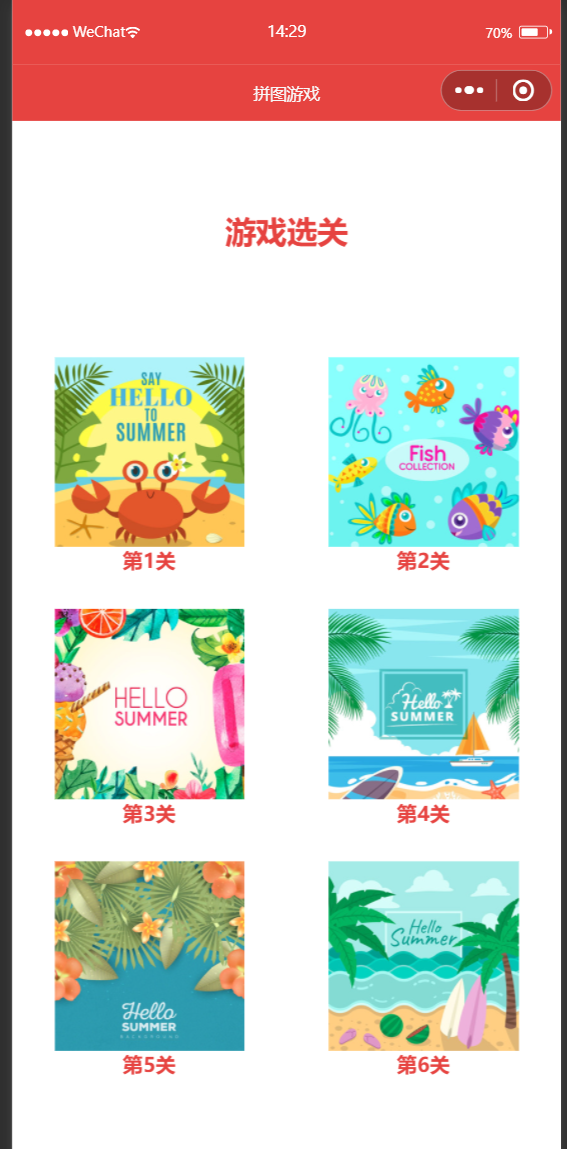 WeChat 14:29 70%
拼图游戏
游戏选关
SAY
HELLO
TO
SUMMER
Fish
COLLECTION
第1关
第2关
HELLO
SUMMER
Hello
SUMMER
第3关
第4关
Hello
SUMMER
BACKGROUND
Hello
Summer
第5关
第6关